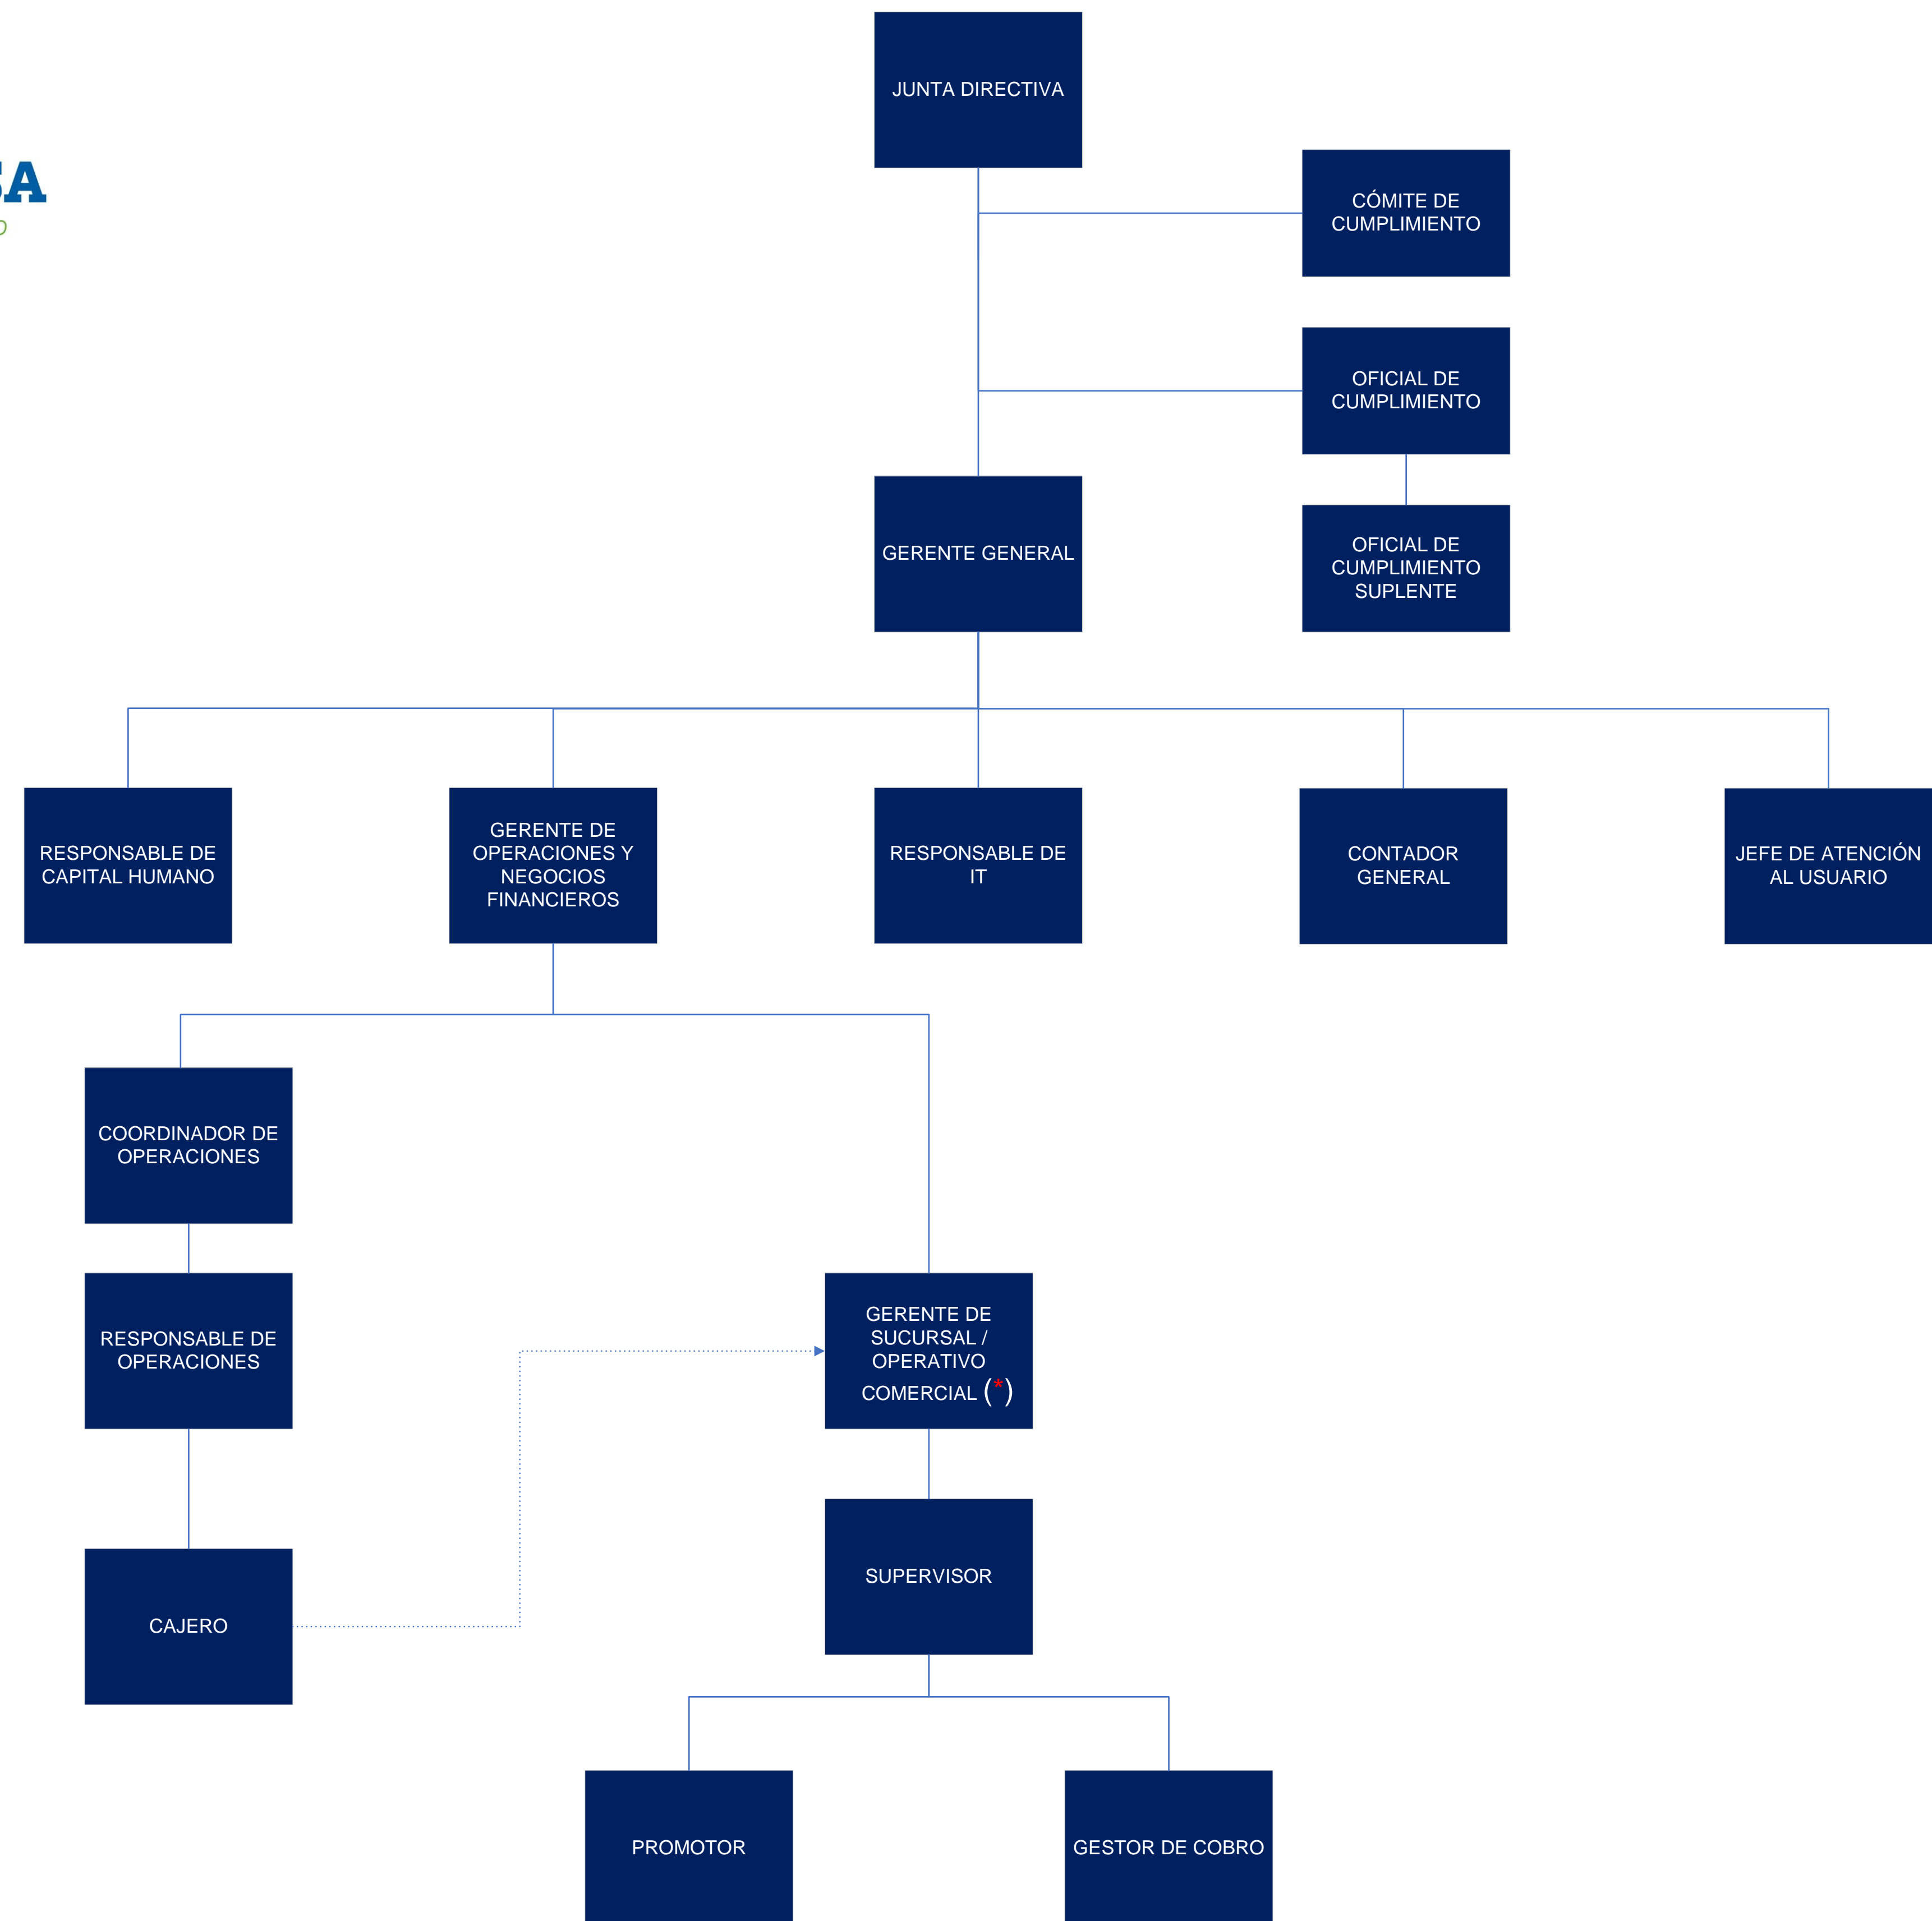 JUNTA DIRECTIVA
SA
CÓMITE DE
CUMPLIMIENTO
OFICIAL DE
CUMPLIMIENTO
GERENTE GENERAL
OFICIAL DE
CUMPLIMIENTO
SUPLENTE
RESPONSABLE DE
CAPITAL HUMANO
GERENTE DE
OPERACIONES Y
NEGOCIOS
FINANCIEROS
RESPONSABLE DE
IT
CONTADOR
GENERAL
JEFE DE ATENCIÓN
AL USUARIO
COORDINADOR DE
OPERACIONES
RESPONSABLE DE
OPERACIONES
GERENTE DE
SUCURSAL /
OPERATIVO
COMERCIAL (*)
CAJERO
SUPERVISOR
PROMOTOR
GESTOR DE COBRO